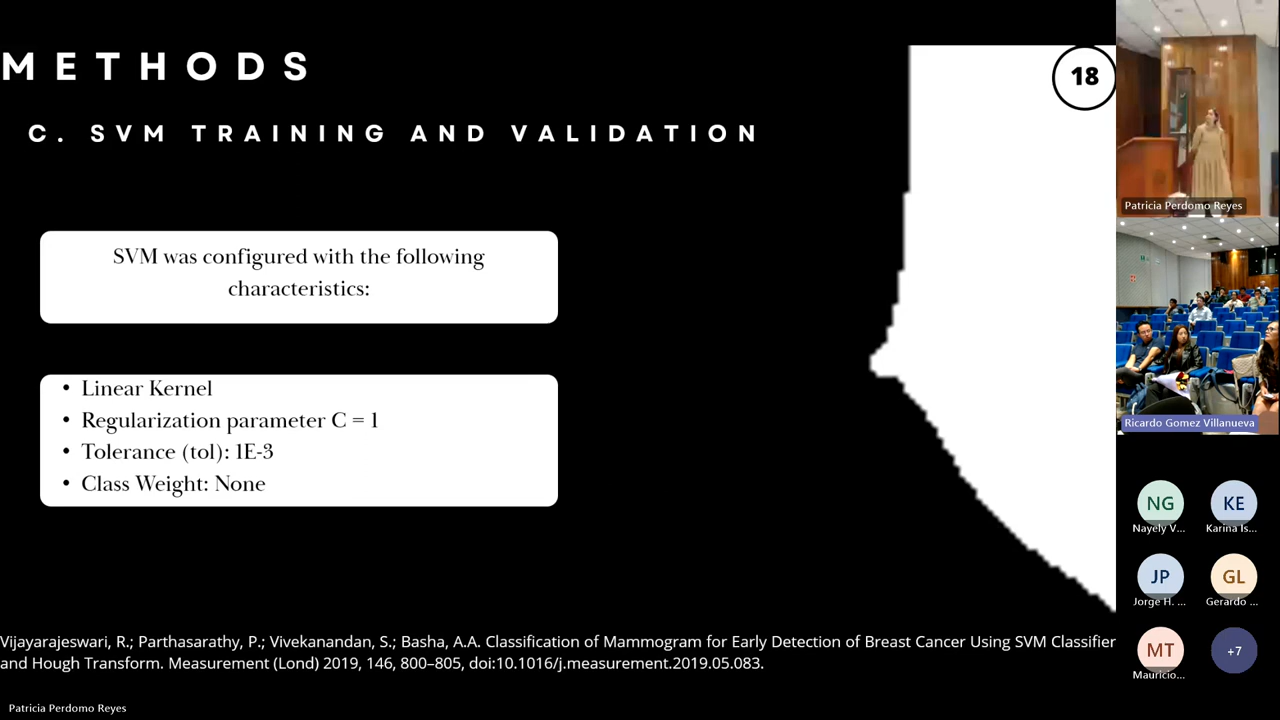 METHODS
18
C. SVM TRAINING AND VALIDATION
SVM was configured with the following
characteristics:
• Linear Kernel
• Regularization parameter C = 1
• Tolerance (tol): 1E-3
• Class Weight: None
Vijayarajeswari, R.; Parthasarathy, P.; Vivekanandan, S.; Basha, A.A. Classification of Mammogram for Early Detection of Breast Cancer Using SVM Classifier
and Hough Transform. Measurement (Lond) 2019, 146, 800–805, doi:10.1016/j.measurement.2019.05.083.
Patricia Perdomo Reyes
Patricia Perdomo Reyes
Ricardo Gomez Villanueva
NG
KE
Nayely V...
Karina Is...
JP
GL
Jorge H. ...
Gerardo ...
MT
+7
Mauricio...